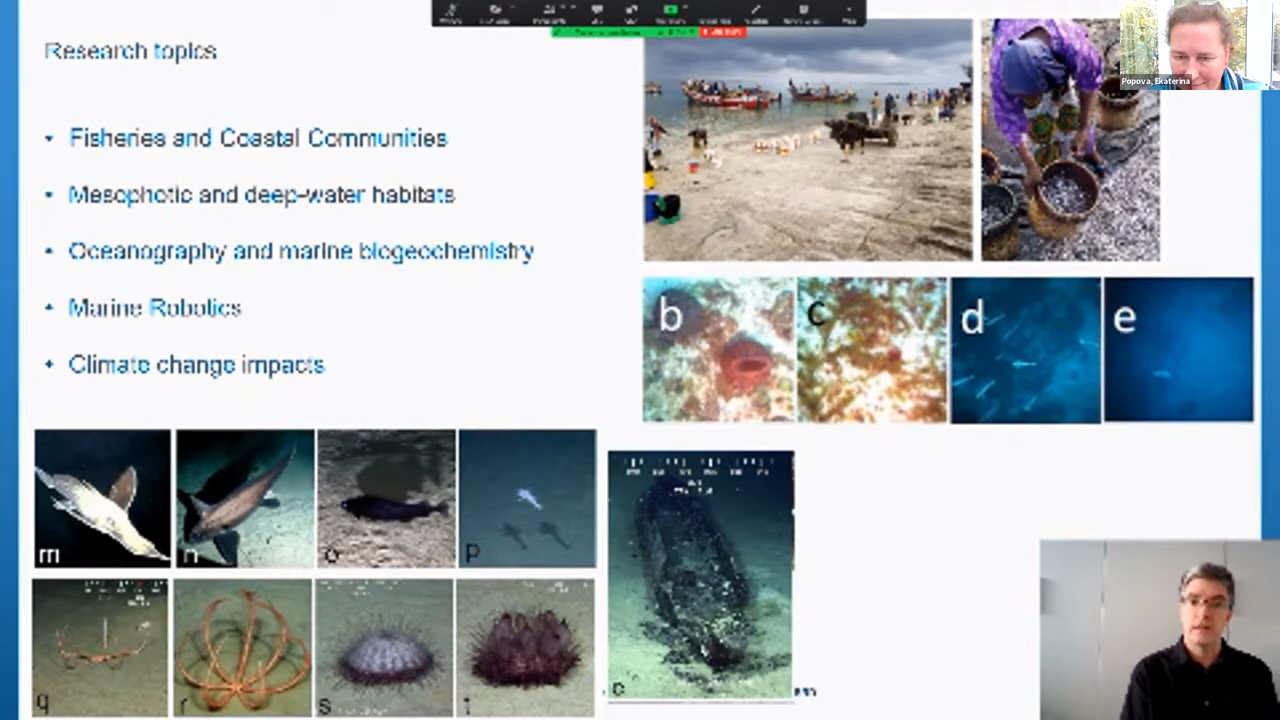 Research topics
Popova, Ekaterina
• Fisheries and Coastal Communities
• Mesophotic and deep-water habitats
• Oceanography and marine biogeochemistry
• Marine Robotics
• Climate change impacts
b c d e
m n o p
q r s t